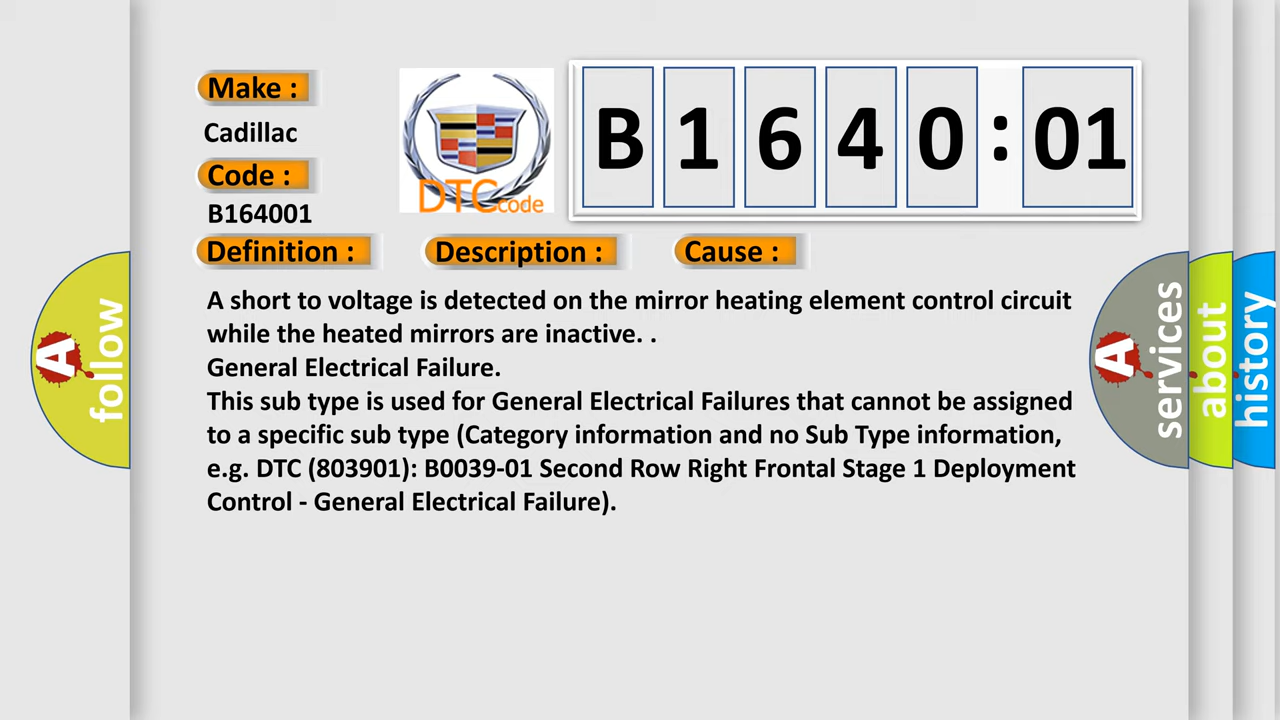 Make :
Cadillac
Code :
B164001
DTC code
B 1 6 4 0 : 01
Definition :
Description :
Cause :
A short to voltage is detected on the mirror heating element control circuit
while the heated mirrors are inactive. .
General Electrical Failure.
This sub type is used for General Electrical Failures that cannot be assigned
to a specific sub type (Category information and no Sub Type information,
e.g. DTC (803901): B0039-01 Second Row Right Frontal Stage 1 Deployment
Control - General Electrical Failure).
A follow
A services
about
history